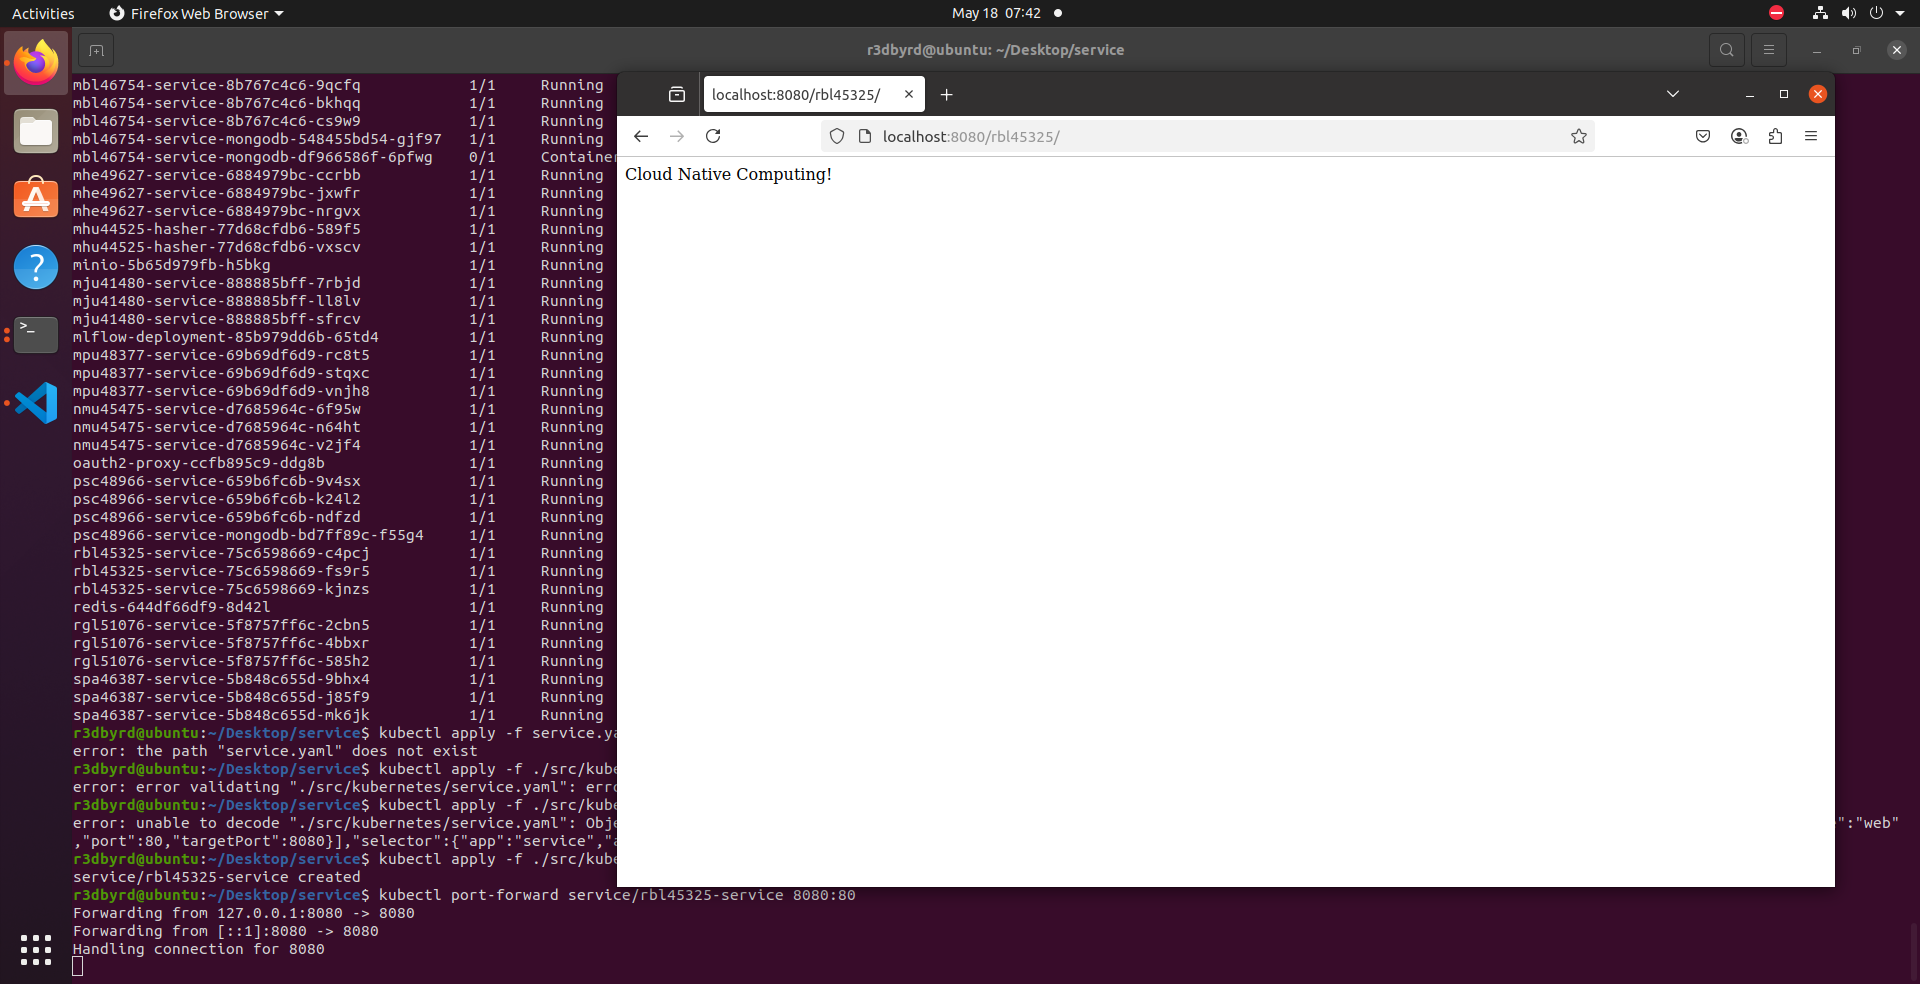 Activities
Firefox Web Browser
May 18 07:42
r3dbyrd@ubuntu: ~/Desktop/service
mbl46754-service-8b767c4c6-9qcfq 1/1 Running
mbl46754-service-8b767c4c6-bkhqq 1/1 Running
mbl46754-service-8b767c4c6-cs9w9 1/1 Running
mbl46754-service-mongodb-548455bd54-gjf97 1/1 Running
mbl46754-service-mongodb-df966586f-6pfwg 0/1 Container
mhe49627-service-6884979bc-ccrbb 1/1 Running
mhe49627-service-6884979bc-jxwfr 1/1 Running
mhe49627-service-6884979bc-nrgvx 1/1 Running
mhu44525-hasher-77d68cfdb6-589f5 1/1 Running
mhu44525-hasher-77d68cfdb6-vxscv 1/1 Running
minio-5b65d979fb-h5bkg 1/1 Running
mju41480-service-888885bff-7rbjd 1/1 Running
mju41480-service-888885bff-ll8lv 1/1 Running
mju41480-service-888885bff-sfrcv 1/1 Running
mlflow-deployment-85b979dd6b-65td4 1/1 Running
mpu48377-service-69b69df6d9-rc8t5 1/1 Running
mpu48377-service-69b69df6d9-stqxc 1/1 Running
mpu48377-service-69b69df6d9-vnjh8 1/1 Running
nmu45475-service-d7685964c-6f95w 1/1 Running
nmu45475-service-d7685964c-n64ht 1/1 Running
nmu45475-service-d7685964c-v2jf4 1/1 Running
oauth2-proxy-ccfb895c9-ddg8b 1/1 Running
psc48966-service-659b6fc6b-9v4sx 1/1 Running
psc48966-service-659b6fc6b-k24l2 1/1 Running
psc48966-service-659b6fc6b-ndfzd 1/1 Running
psc48966-service-mongodb-bd7ff89c-f55g4 1/1 Running
rbl45325-service-75c6598669-c4pcj 1/1 Running
rbl45325-service-75c6598669-fs9r5 1/1 Running
rbl45325-service-75c6598669-kjnzs 1/1 Running
redis-644df66df9-8d42l 1/1 Running
rgl51076-service-5f8757ff6c-2cbn5 1/1 Running
rgl51076-service-5f8757ff6c-4bbxr 1/1 Running
rgl51076-service-5f8757ff6c-585h2 1/1 Running
spa46387-service-5b848c655d-9bhx4 1/1 Running
spa46387-service-5b848c655d-j85f9 1/1 Running
spa46387-service-5b848c655d-mk6jk 1/1 Running
r3dbyrd@ubuntu:~/Desktop/service$ kubectl apply -f service.ya
error: the path "service.yaml" does not exist
r3dbyrd@ubuntu:~/Desktop/service$ kubectl apply -f ./src/kube
error: error validating "./src/kubernetes/service.yaml": erro
r3dbyrd@ubuntu:~/Desktop/service$ kubectl apply -f ./src/kube
error: unable to decode "./src/kubernetes/service.yaml": Obje ":"web"
,"port":80,"targetPort":8080}],"selector":{"app":"service","a
r3dbyrd@ubuntu:~/Desktop/service$ kubectl apply -f ./src/kube
service/rbl45325-service created
r3dbyrd@ubuntu:~/Desktop/service$ kubectl port-forward service/rbl45325-service 8080:80
Forwarding from 127.0.0.1:8080 -> 8080
Forwarding from [::1]:8080 -> 8080
Handling connection for 8080
localhost:8080/rbl45325/
localhost:8080/rbl45325/
Cloud Native Computing!